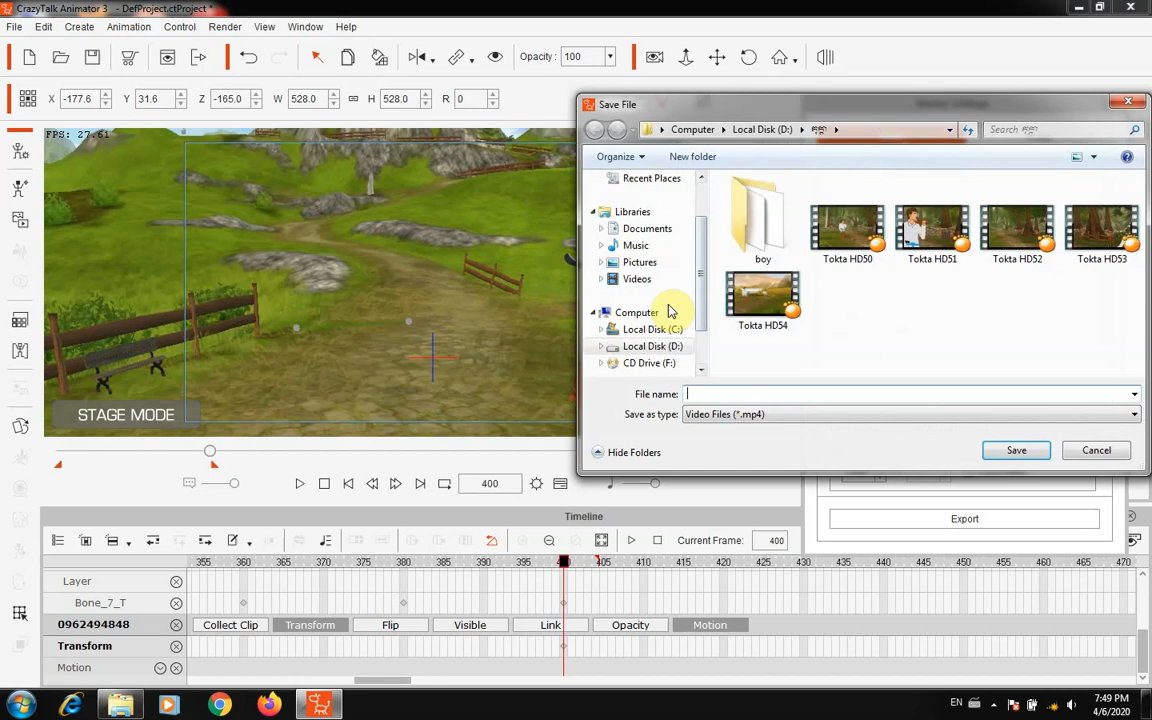 CrazyTalk Animator 3 - DefProject.ctProject *
File Edit Create Animation Control Render View Window Help
Opacity : 100
X -177.6 Y 31.6 Z -165.0 W 528.0 H 528.0 R 0
FPS: 27.61
Save File
Computer Local Disk (D:)
Search
Organize New folder
Recent Places
Libraries
Documents
Music
Pictures
Videos
Computer
Local Disk (C:)
Local Disk (D:)
CD Drive (F:)
boy
Tokta HD50
Tokta HD51
Tokta HD52
Tokta HD53
Tokta HD54
File name:
Save as type: Video Files (*.mp4)
Hide Folders
Save Cancel
STAGE MODE
400
Export
Timeline
Current Frame: 400
355 360 365 370 375 380 385 390 395 400 405 410 415 420 425 430 435 440 445 450 455 460 465 470
Layer
Bone_7_T
0962494848 Collect Clip Transform Flip Visible Link Opacity Motion
Transform
Motion
EN
7:49 PM
4/6/2020